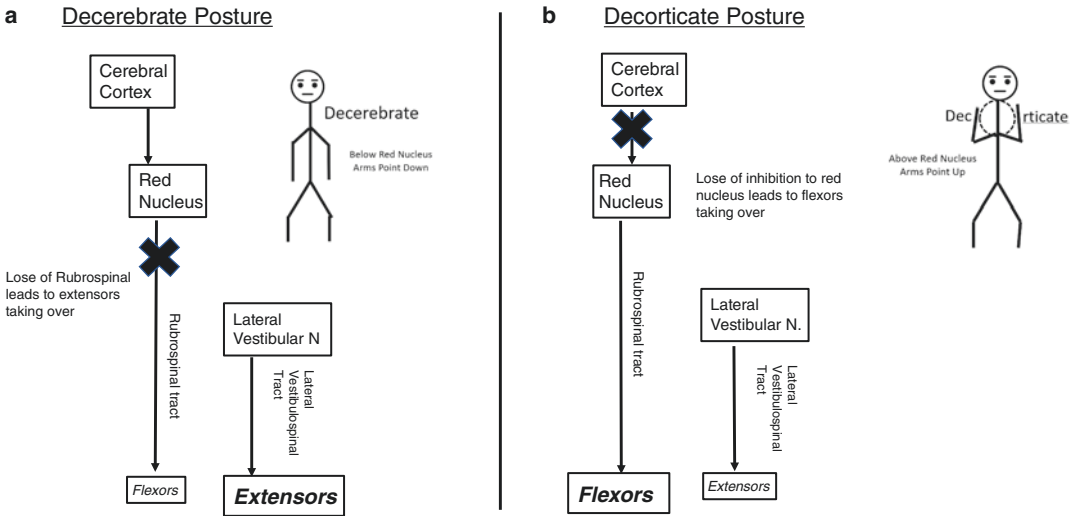 a
Decerebrate Posture
Cerebral
Cortex
Red
Nucleus
Decerebrate
Below Red Nucleus
Arms Point Down
Lose of Rubrospinal
leads to extensors
taking over
Rubrospinal tract
Lateral
Vestibular N
Lateral
Vestibulospinal
Tract
Flexors
Extensors
b
Decorticate Posture
Cerebral
Cortex
Red
Nucleus
Lose of inhibition to red
nucleus leads to flexors
taking over
Dec rticate
Above Red Nucleus
Arms Point Up
Rubrospinal tract
Lateral
Vestibular N.
Lateral
Vestibulospinal
Tract
Flexors
Extensors